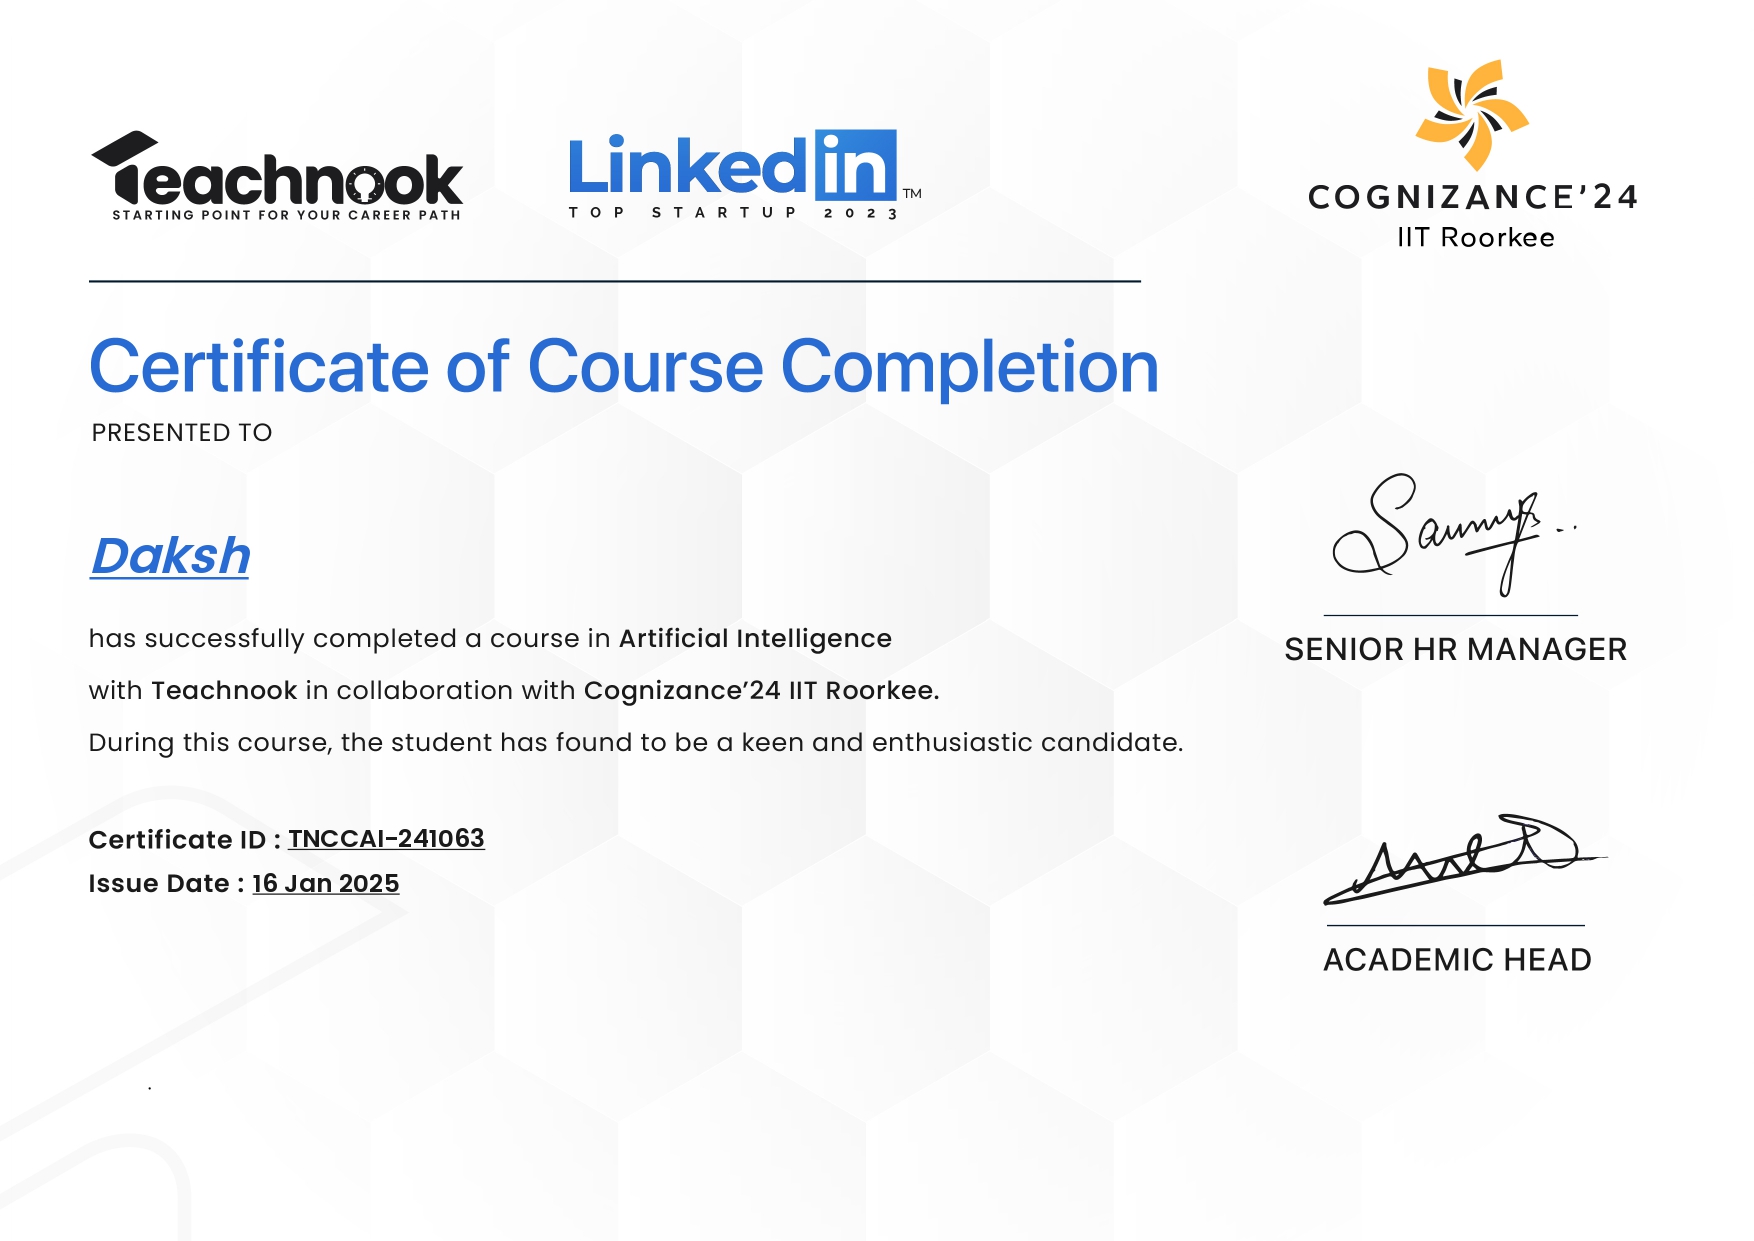 Teachnook
STARTING POINT FOR YOUR CAREER PATH
Linkedin TM
TOP STARTUP 2023
COGNIZANCE’24
IIT Roorkee
Certificate of Course Completion
PRESENTED TO
Daksh
has successfully completed a course in Artificial Intelligence
with Teachnook in collaboration with Cognizance’24 IIT Roorkee.
During this course, the student has found to be a keen and enthusiastic candidate.
Certificate ID : TNCCAI-241063
Issue Date : 16 Jan 2025
SENIOR HR MANAGER
ACADEMIC HEAD